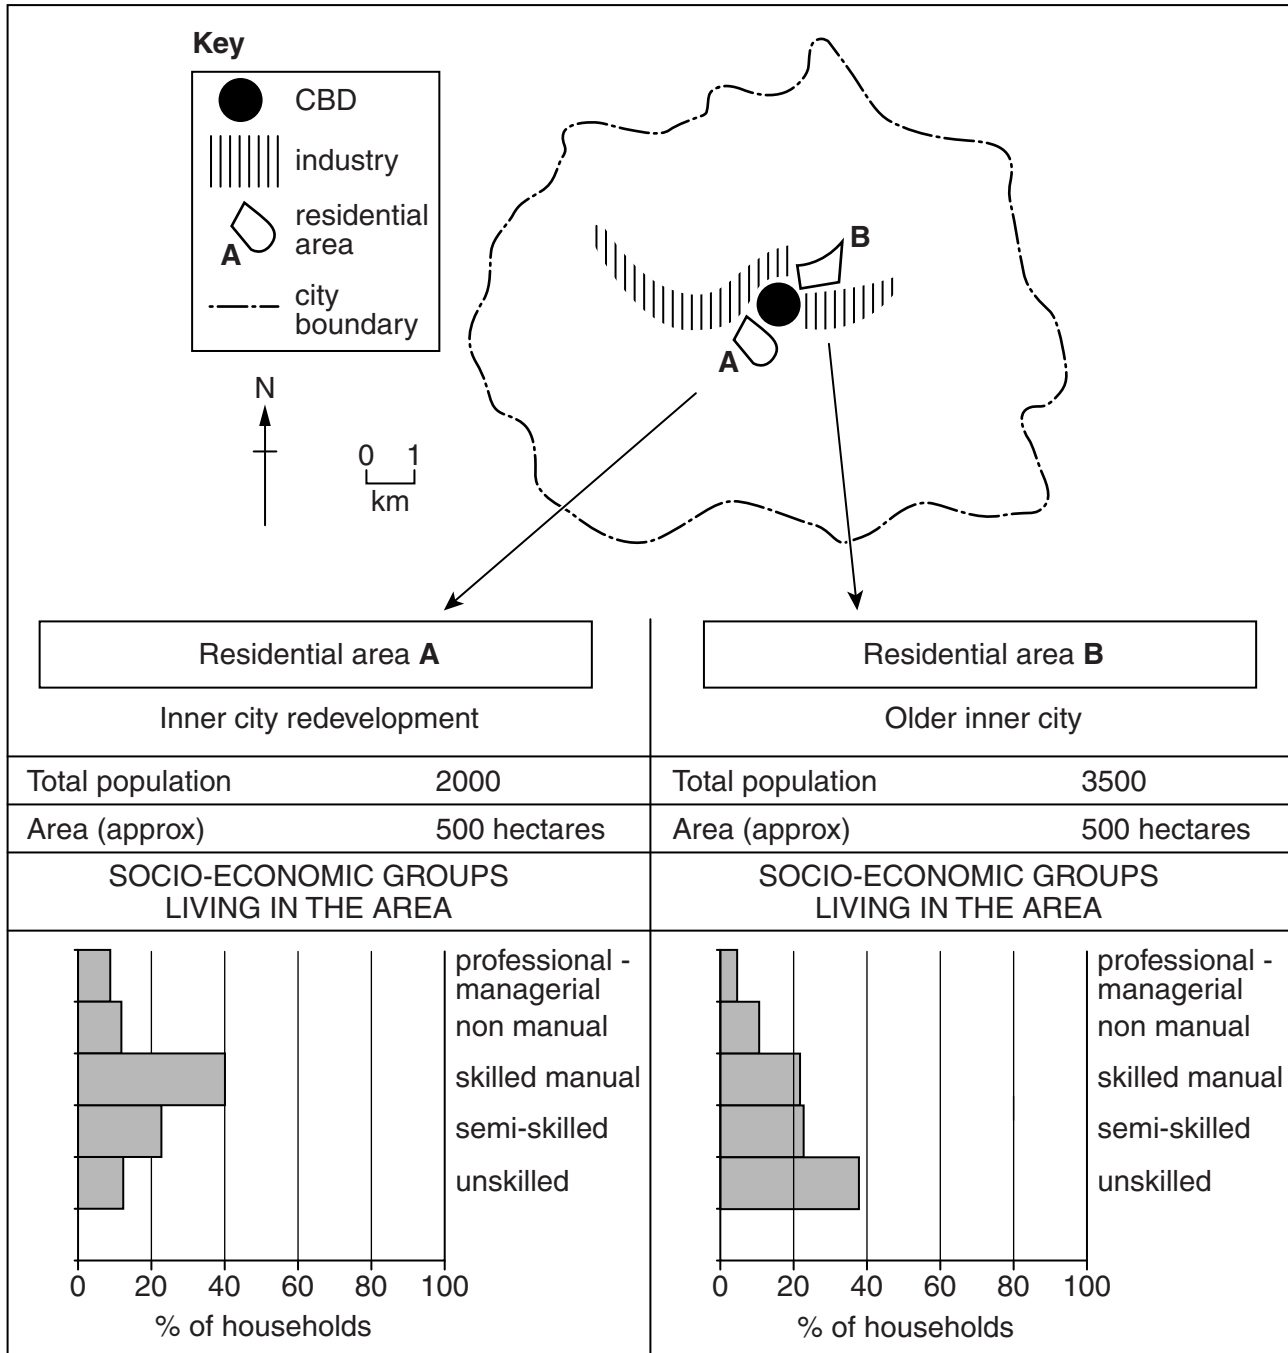 Key
CBD
industry
residential
area
A
city
boundary
N
0 1
km
B
A
Residential area A
Inner city redevelopment
Total population 2000
Area (approx) 500 hectares
SOCIO-ECONOMIC GROUPS
LIVING IN THE AREA
professional -
managerial
non manual
skilled manual
semi-skilled
unskilled
0 20 40 60 80 100
% of households
Residential area B
Older inner city
Total population 3500
Area (approx) 500 hectares
SOCIO-ECONOMIC GROUPS
LIVING IN THE AREA
professional -
managerial
non manual
skilled manual
semi-skilled
unskilled
0 20 40 60 80 100
% of households